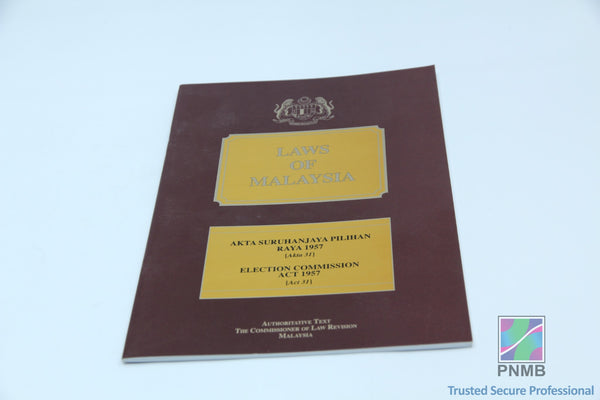 LAWS
OF
MALAYSIA
AKTA SURUHANJAYA PILIHAN
RAYA 1957
[Akta 31]
ELECTION COMMISSION
ACT 1957
[Act 31]
AUTHORITATIVE TEXT
THE COMMISSIONER OF LAW REVISION
MALAYSIA
PNMB
Trusted Secure Professional